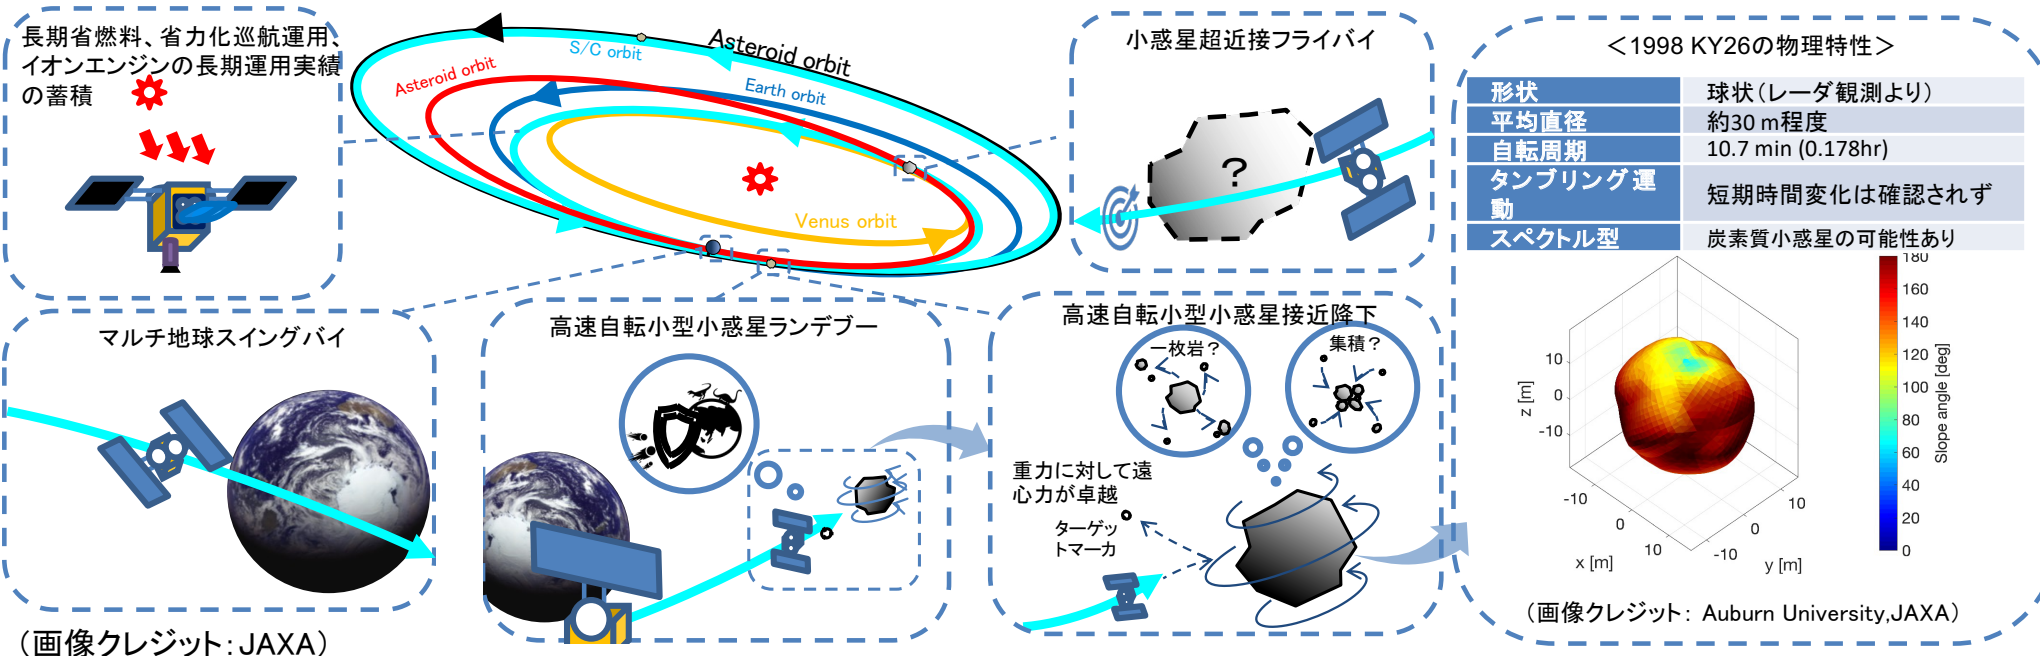 長期省燃料、省力化巡航運用、
イオンエンジンの長期運用実績
の蓄積
S/C orbit
Asteroid orbit
Asteroid orbit
Earth orbit
Venus orbit
小惑星超近接フライバイ
?
マルチ地球スイングバイ
(画像クレジット:JAXA)
高速自転小型小惑星ランデブー
高速自転小型小惑星接近降下
一枚岩?
集積?
重力に対して遠
心力が卓越
ターゲッ
トマーカ
<1998 KY26の物理特性>
形状 球状(レーダ観測より)
平均直径 約30 m程度
自転周期 10.7 min (0.178hr)
タンブリング運
動 短期時間変化は確認されず
スペクトル型 炭素質小惑星の可能性あり
180
160
140
120
100
80
60
40
20
0
Slope angle [deg]
10
0
-10
z [m]
-10
0
10
x [m]
10
0
-10
y [m]
(画像クレジット: Auburn University,JAXA)